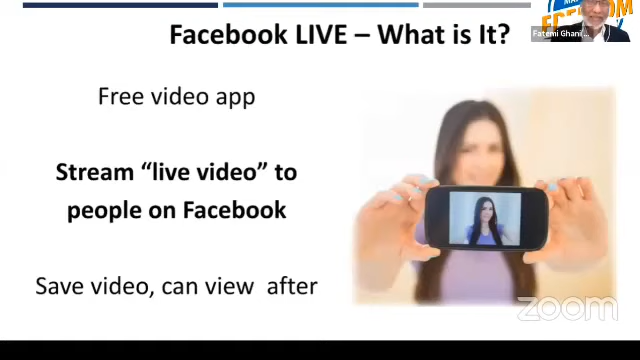 Facebook LIVE – What is It?
Fatemi Ghani ...
Free video app
Stream “live video” to
people on Facebook
Save video, can view after
zoom